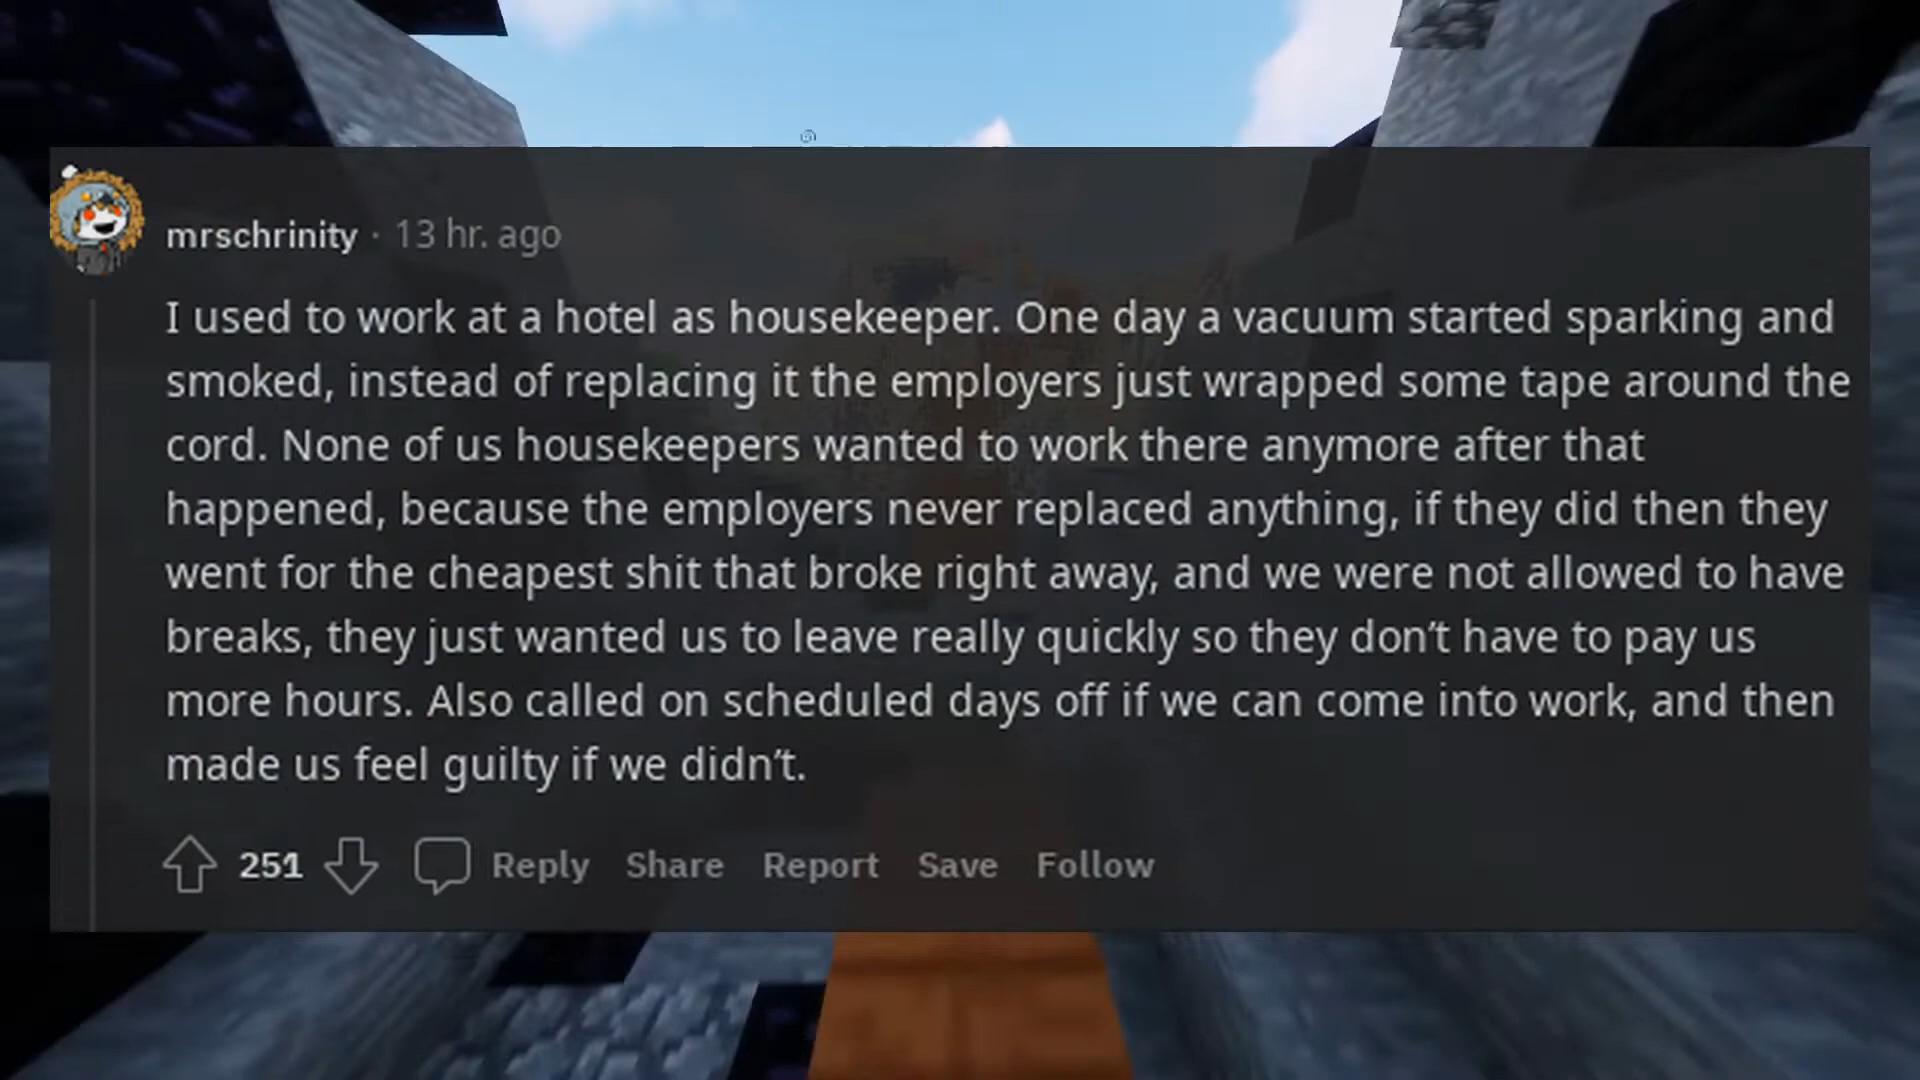 mrschrinity · 13 hr. ago
I used to work at a hotel as housekeeper. One day a vacuum started sparking and
smoked, instead of replacing it the employers just wrapped some tape around the
cord. None of us housekeepers wanted to work there anymore after that
happened, because the employers never replaced anything, if they did then they
went for the cheapest shit that broke right away, and we were not allowed to have
breaks, they just wanted us to leave really quickly so they don’t have to pay us
more hours. Also called on scheduled days off if we can come into work, and then
made us feel guilty if we didn’t.
251 Reply Share Report Save Follow